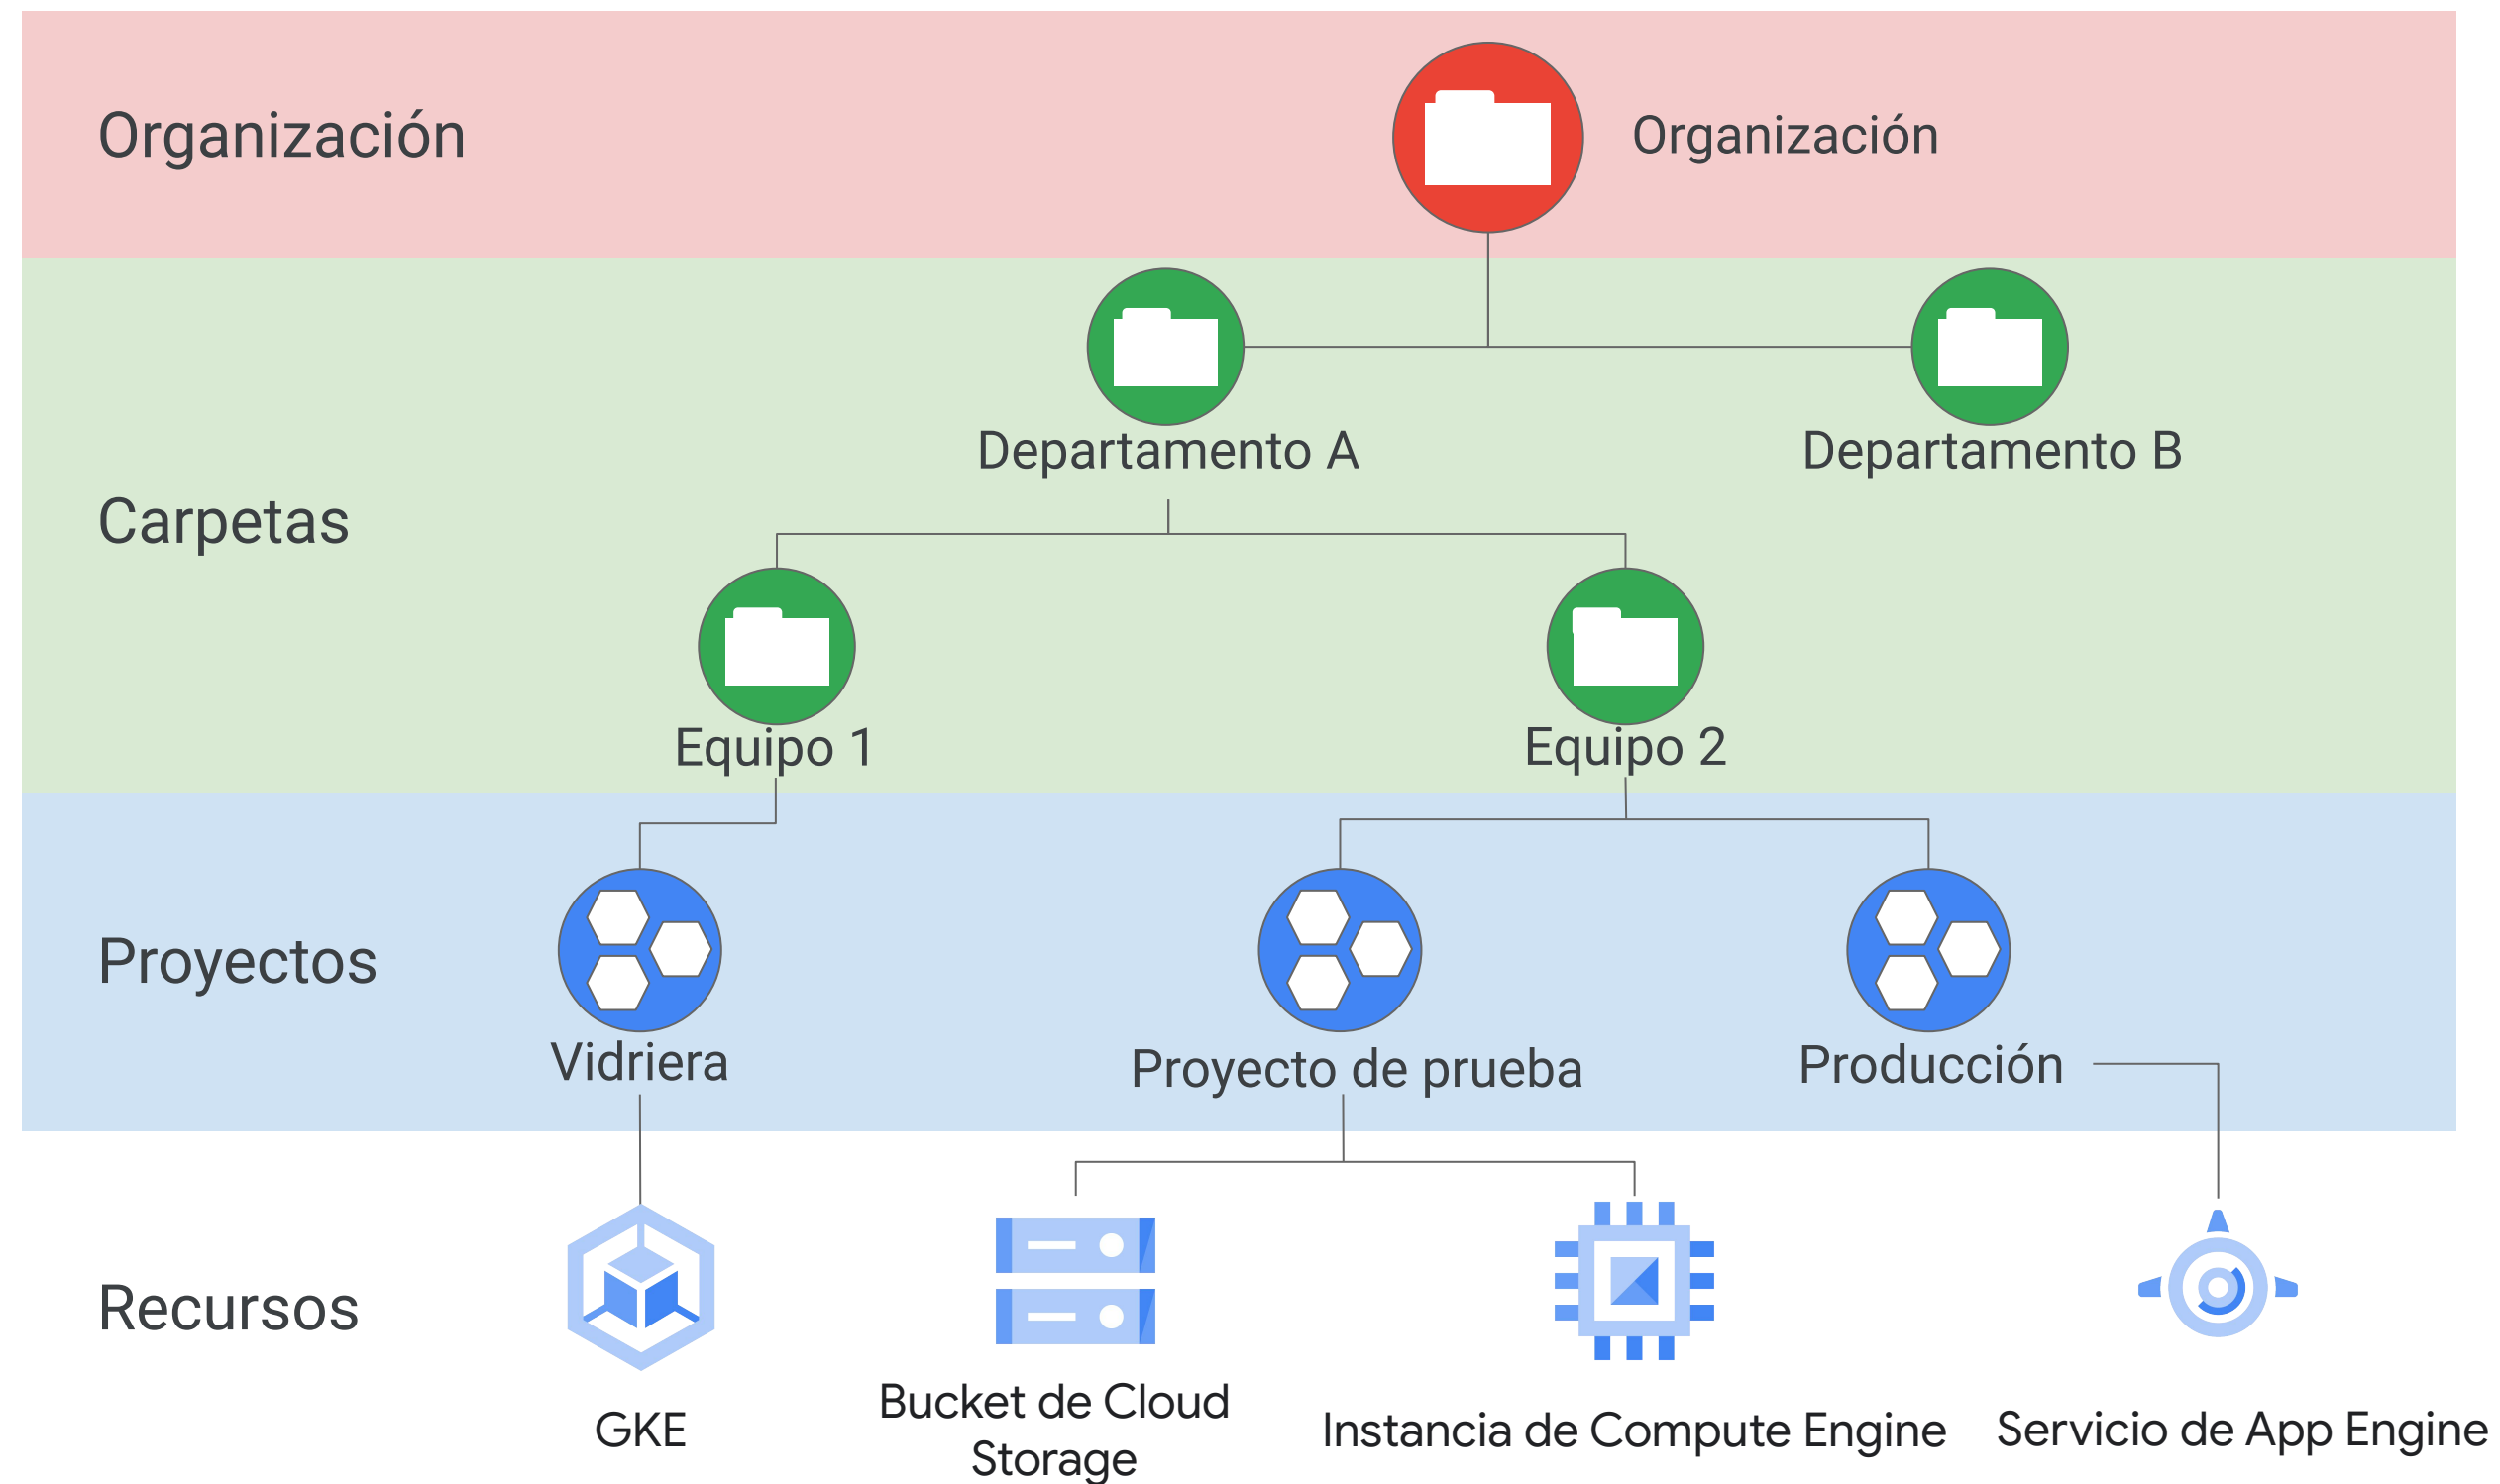 Organización
Organización
Departamento A
Departamento B
Carpetas
Equipo 1
Equipo 2
Proyectos
Vidriera
Proyecto de prueba
Producción
Recursos
GKE
Bucket de Cloud
Storage
Instancia de Compute Engine
Servicio de App Engine